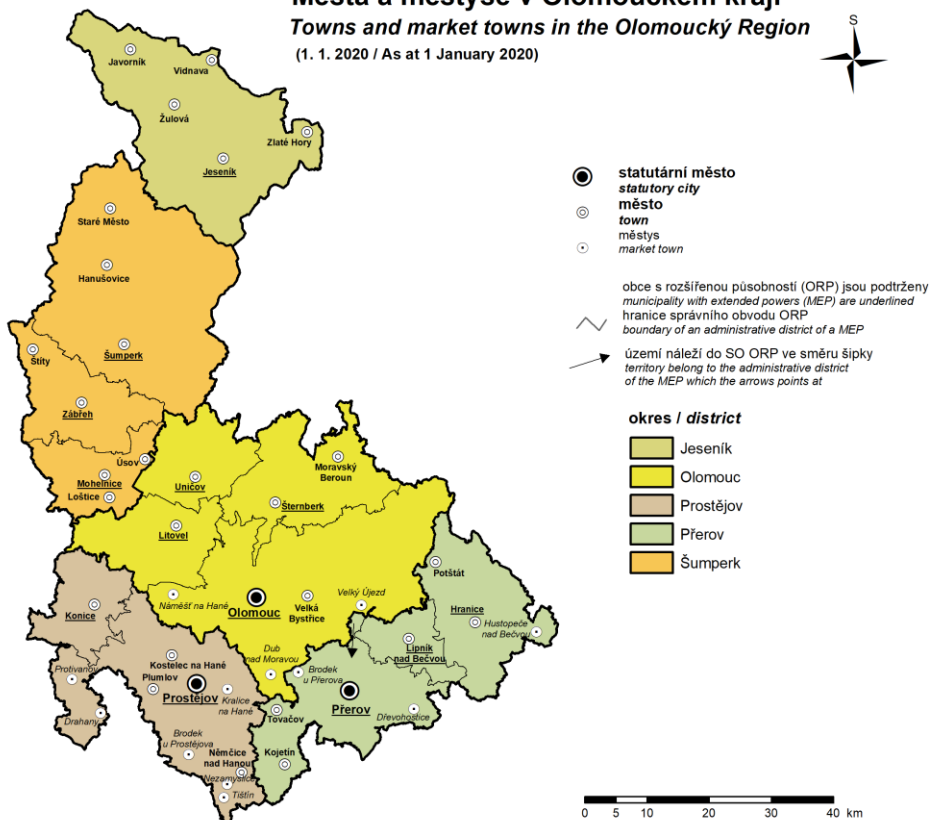 Města a městyse v Olomouckém kraji
Towns and market towns in the Olomoucký Region
(1. 1. 2020 / As at 1 January 2020)
S
Javorník
Vidnava
Žulová
Zlaté Hory
Jeseník
Staré Město
Hanušovice
Šumperk
Štíty
Zábřeh
Úsov
Mohelnice
Loštice
Uničov
Moravský
Beroun
Šternberk
Litovel
Potštát
Náměšť na Hané
Olomouc
Velká
Bystřice
Velký Újezd
Hranice
Hustopeče
nad Bečvou
Konice
Lipník
nad Bečvou
Dub
nad Moravou
Kostelec na Hané
Protivanov
Plumlov
Prostějov
Brodek
u Přerova
Přerov
Kralice
na Hané
Tovačov
Dřevohostice
Drahany
Brodek
u Prostějova
Němčice
nad Hanou
Kojetín
Nezamyslice
Tištín
statutární město
statutory city
město
town
městys
market town
obce s rozšířenou působností (ORP) jsou podtrženy
municipality with extended powers (MEP) are underlined
hranice správního obvodu ORP
boundary of an administrative district of a MEP
území náleží do SO ORP ve směru šipky
territory belong to the administrative district
of the MEP which the arrows points at
okres / district
Jeseník
Olomouc
Prostějov
Přerov
Šumperk
0 5 10 20 30 40 km